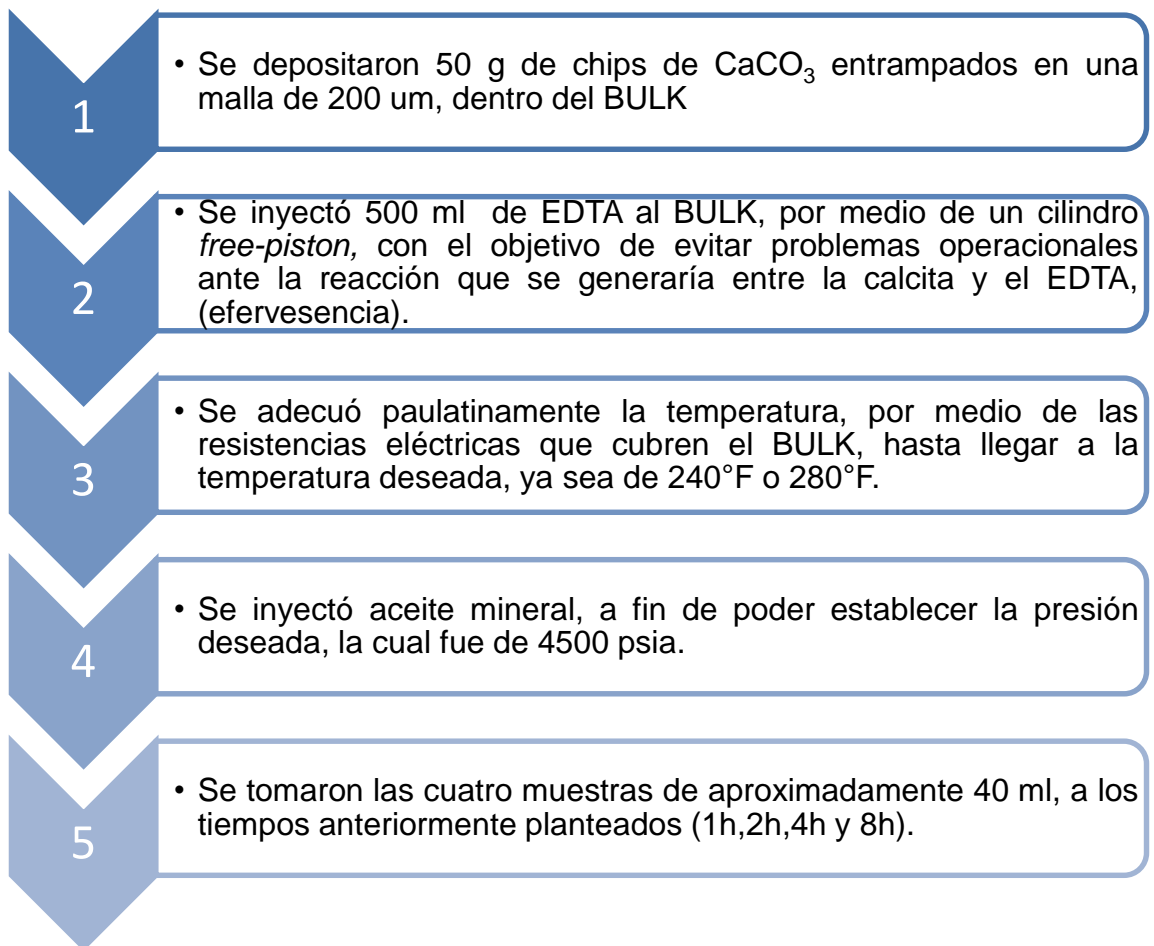 1
• Se depositaron 50 g de chips de CaCO₃ entrampados en una
malla de 200 um, dentro del BULK
2
• Se inyectó 500 ml de EDTA al BULK, por medio de un cilindro
free-piston, con el objetivo de evitar problemas operacionales
ante la reacción que se generaría entre la calcita y el EDTA,
(efervesencia).
3
• Se adecuó paulatinamente la temperatura, por medio de las
resistencias eléctricas que cubren el BULK, hasta llegar a la
temperatura deseada, ya sea de 240°F o 280°F.
4
• Se inyectó aceite mineral, a fin de poder establecer la presión
deseada, la cual fue de 4500 psia.
5
• Se tomaron las cuatro muestras de aproximadamente 40 ml, a los
tiempos anteriormente planteados (1h,2h,4h y 8h).